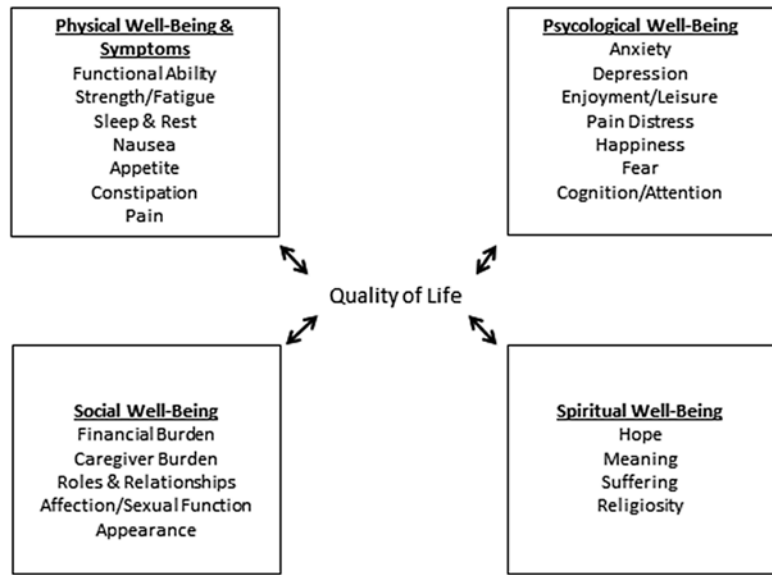 Physical Well-Being &
Symptoms
Functional Ability
Strength/Fatigue
Sleep & Rest
Nausea
Appetite
Constipation
Pain
Psycological Well-Being
Anxiety
Depression
Enjoyment/Leisure
Pain Distress
Happiness
Fear
Cognition/Attention
Quality of Life
Social Well-Being
Financial Burden
Caregiver Burden
Roles & Relationships
Affection/Sexual Function
Appearance
Spiritual Well-Being
Hope
Meaning
Suffering
Religiosity